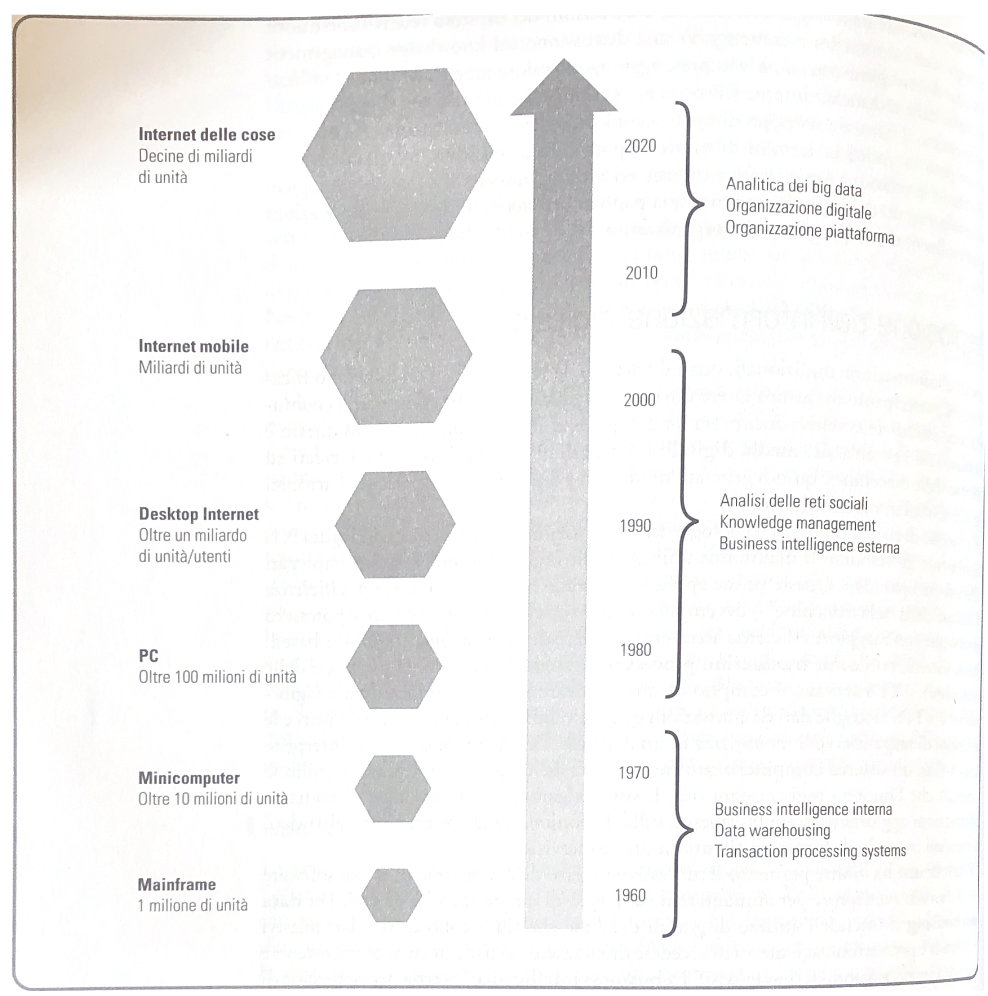 Internet delle cose
Decine di miliardi
di unità
2020
Analitica dei big data
Organizzazione digitale
Organizzazione piattaforma
2010
Internet mobile
Miliardi di unità
2000
Desktop Internet
Oltre un miliardo
di unità/utenti
1990
Analisi delle reti sociali
Knowledge management
Business intelligence esterna
PC
Oltre 100 milioni di unità
1980
Minicomputer
Oltre 10 milioni di unità
1970
Business intelligence interna
Data warehousing
Transaction processing systems
Mainframe
1 milione di unità
1960